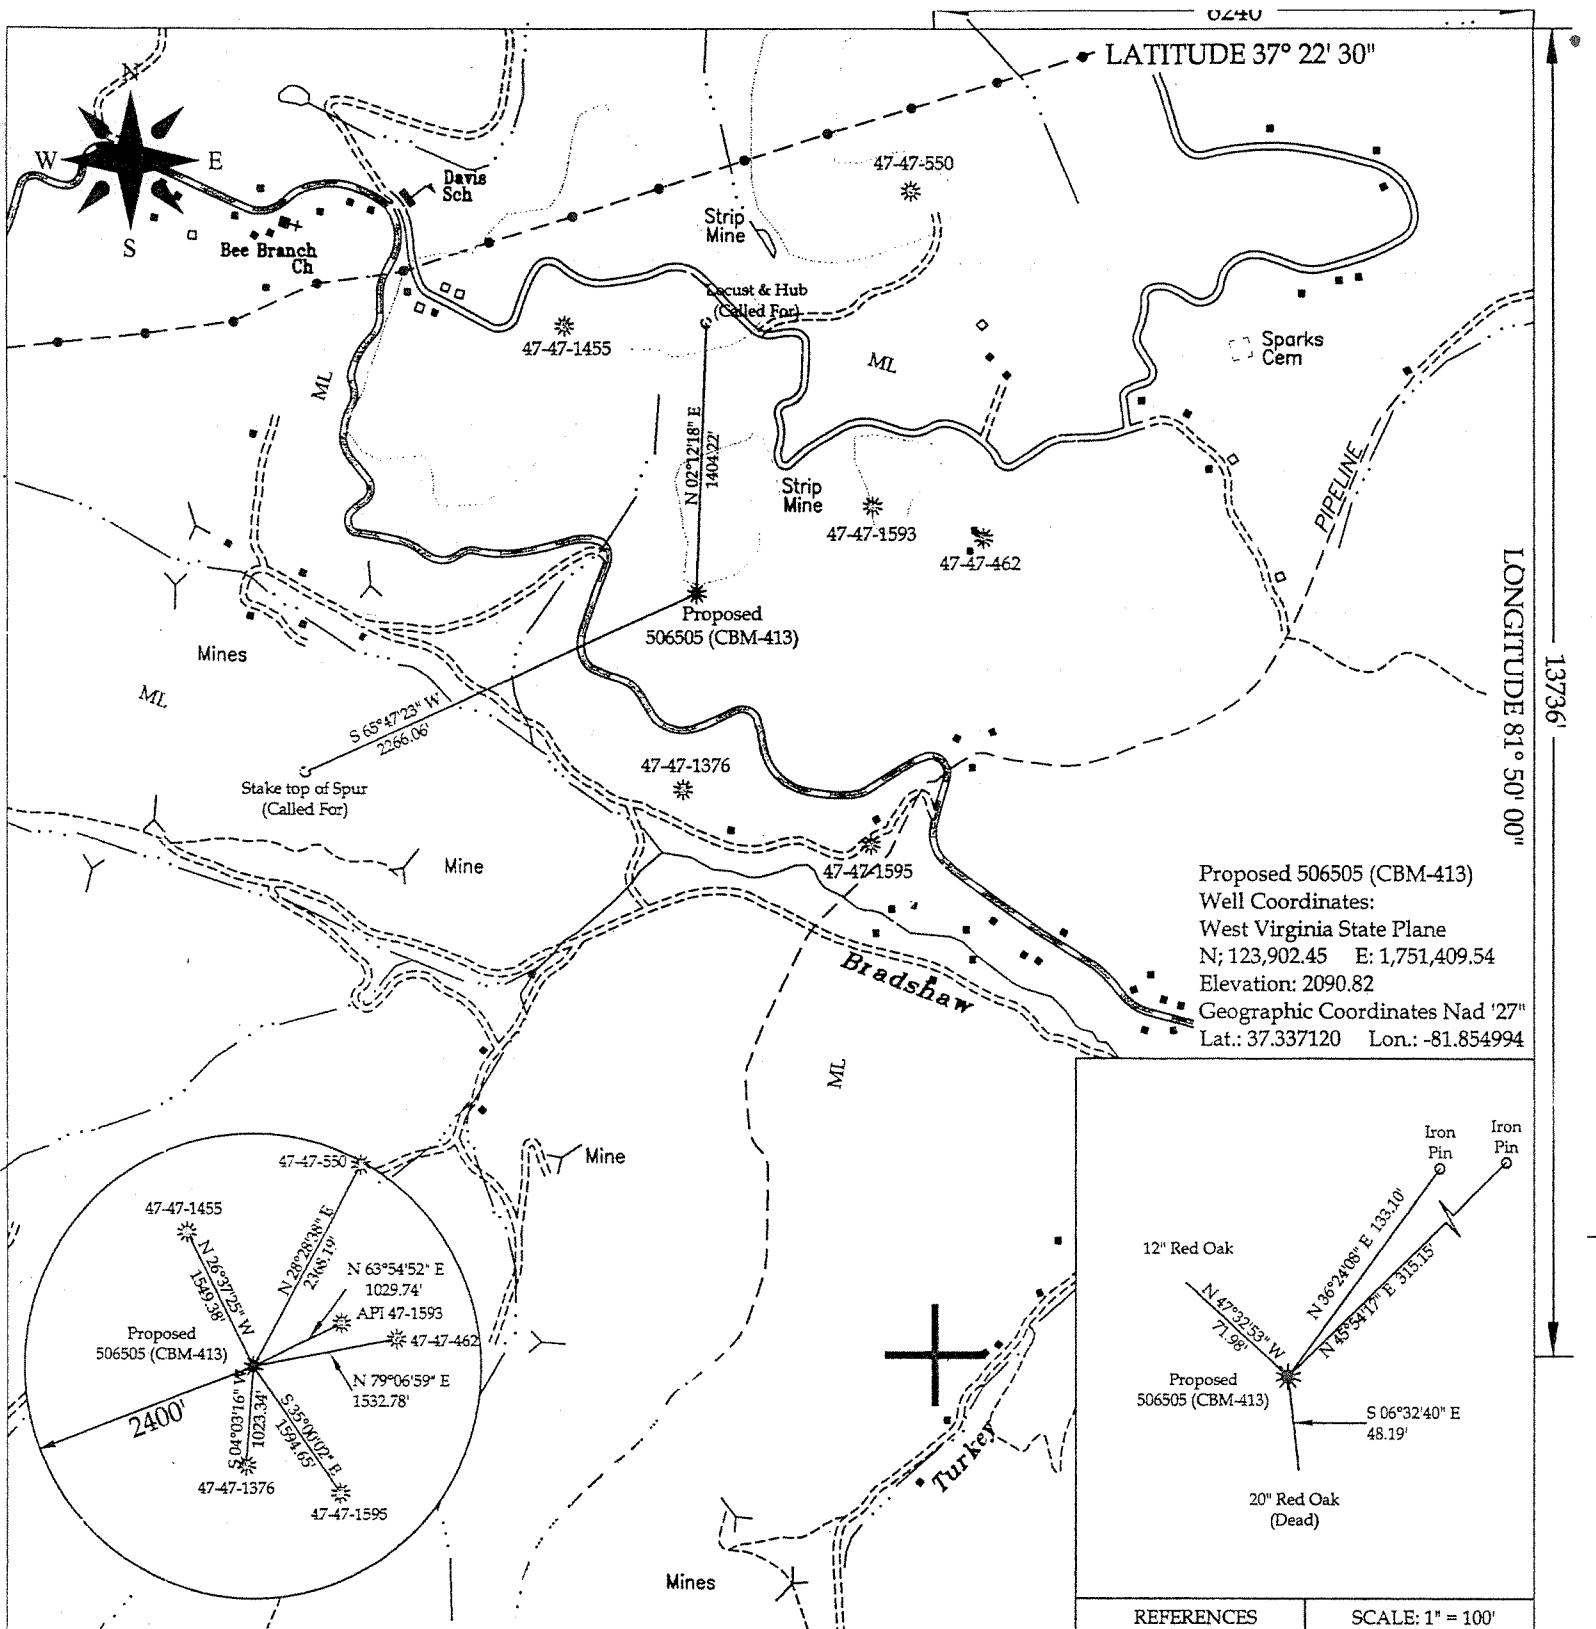 6240
LATITUDE 37° 22' 30"
N
W
E
S
Davis
Sch
Bee Branch
Ch
47-47-550
Strip
Mine
Locust & Hub
(Called For)
47-47-1455
ML
ML
Sparks
Cem
N 02°12'18" E
1404.22'
Strip
Mine
47-47-1593
47-47-462
PIPELINE
LONGITUDE 81° 50' 00"
13736'
Proposed
506505 (CBM-413)
Mines
ML
S 65°47'23" W
2266.06'
Stake top of Spur
(Called For)
47-47-1376
Mine
47-47-1595
Bradshaw
ML
Proposed 506505 (CBM-413)
Well Coordinates:
West Virginia State Plane
N; 123,902.45 E: 1,751,409.54
Elevation: 2090.82
Geographic Coordinates Nad '27"
Lat.: 37.337120 Lon.: -81.854994
Mine
47-47-550
47-47-1455
N 26°37'25" W
1549.38'
N 28°28'38" E
2368.19'
N 63°54'52" E
1029.74'
API 47-1593
47-47-462
Proposed
506505 (CBM-413)
N 79°06'59" E
1532.78'
2400'
S 04°03'16" W
1023.34'
S 35°00'02" E
1594.65'
47-47-1376
47-47-1595
Turkey
Mines
Iron
Pin
Iron
Pin
12" Red Oak
N 36°24'08" E 133.10'
N 45°54'17" E 315.15'
N 47°32'53" W
71.98'
Proposed
506505 (CBM-413)
S 06°32'40" E
48.19'
20" Red Oak
(Dead)
REFERENCES
SCALE: 1" = 100'